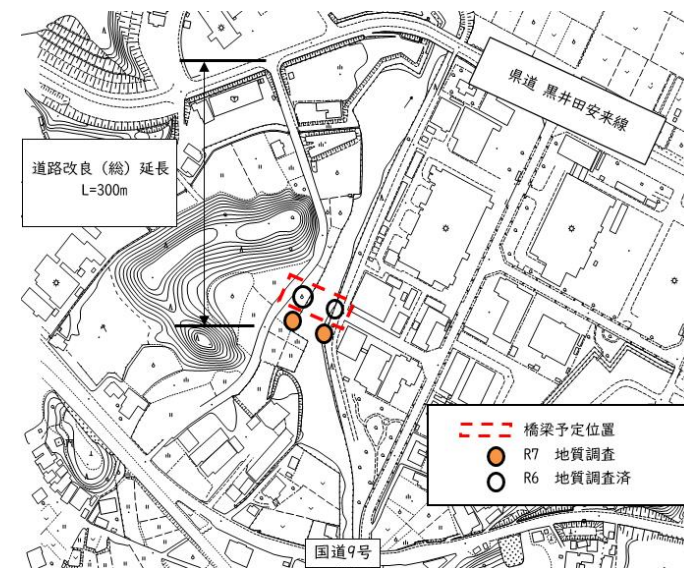 県道 黒井田安来線
道路改良（総）延長
L=300m
橋梁予定位置
R7 地質調査
R6 地質調査済
国道9号